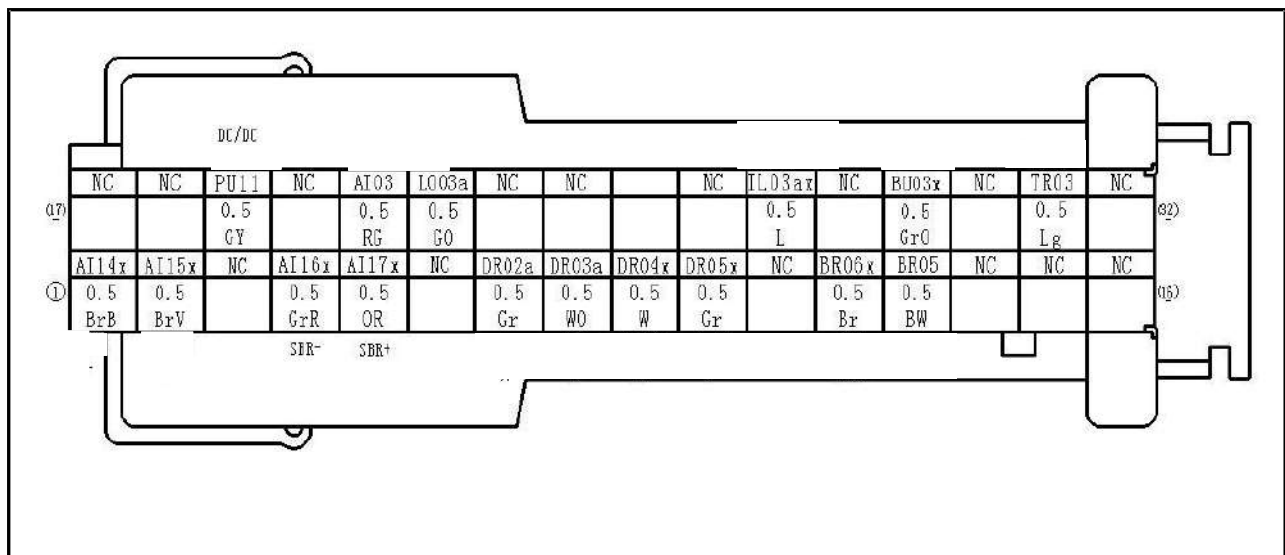 DC/DC
NC NC PU11 NC AI03 LO03a NC NC NC IL03ax NC BU03x NC TR03 NC
(17) 0.5 0.5 0.5 0.5 0.5 0.5 (32)
GY RG GO L GrO Lg
AI14x AI15x NC AI16x AI17x NC DR02a DR03a DR04x DR05x NC BR06x BR05 NC NC NC
① 0.5 0.5 0.5 0.5 0.5 0.5 0.5 0.5 0.5 0.5 (16)
BrB BrV GrR OR Gr WO W Gr Br BW
SBR- SBR+